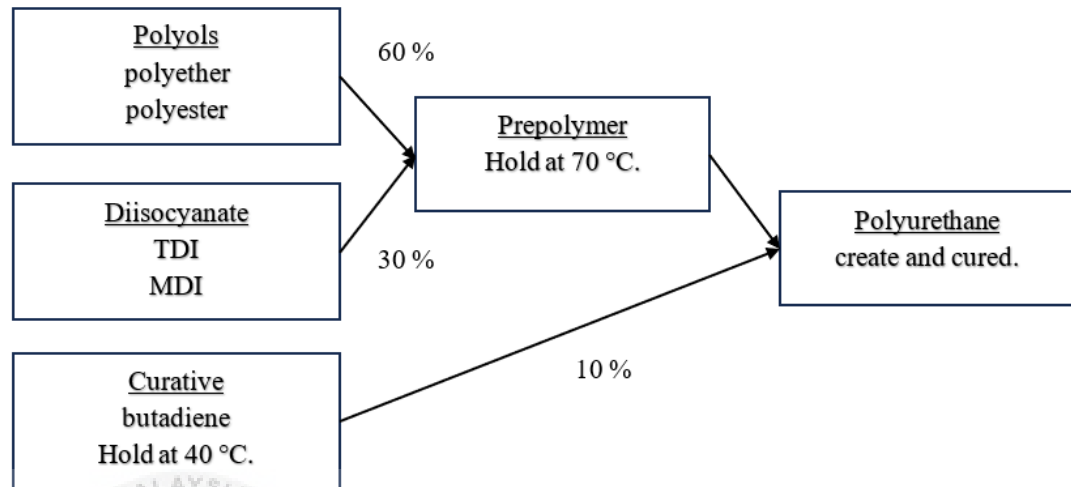 Polyols
polyether
polyester
60 %
Prepolymer
Hold at 70 °C.
Diisocyanate
TDI
MDI
30 %
Polyurethane
create and cured.
Curative
butadiene
Hold at 40 °C.
10 %